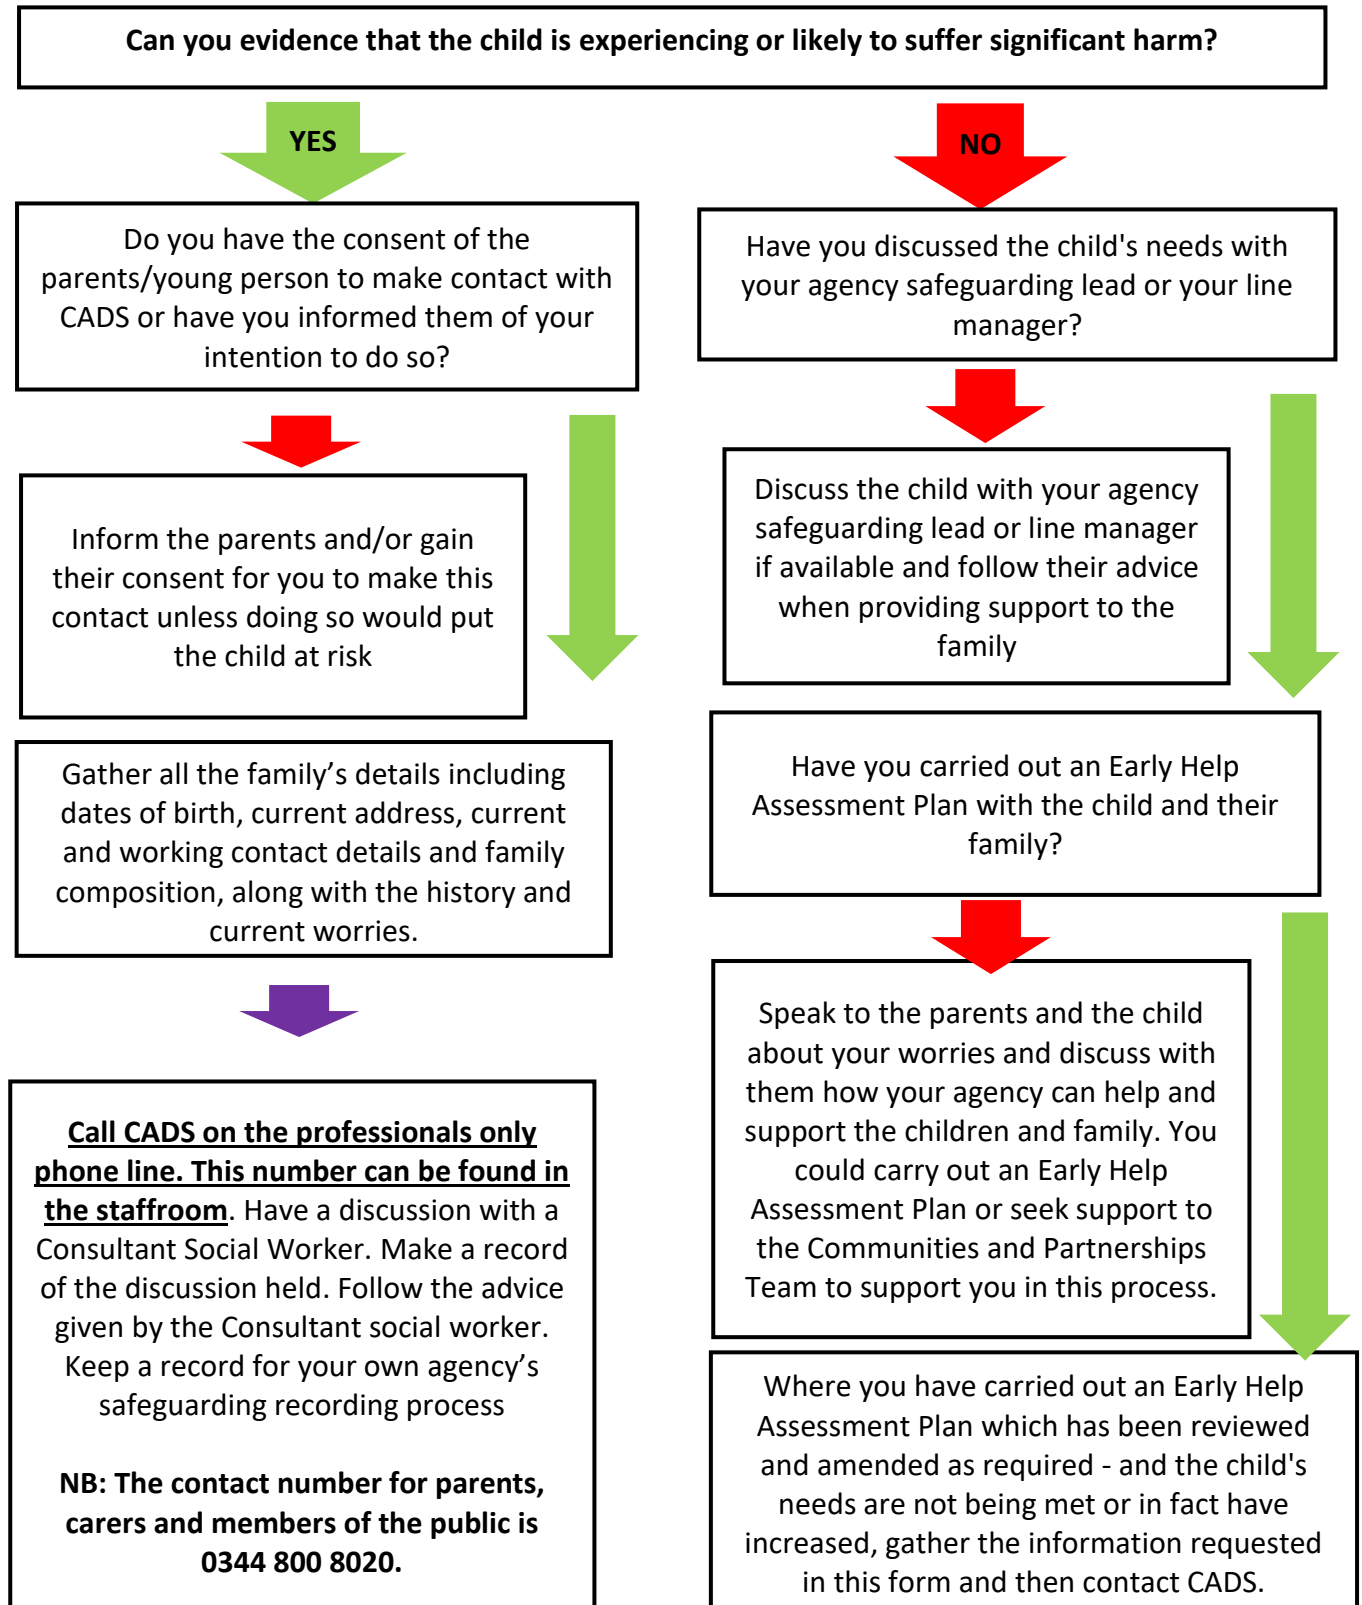 Can you evidence that the child is experiencing or likely to suffer significant harm?
YES
NO
Do you have the consent of the
parents/young person to make contact with
CADS or have you informed them of your
intention to do so?
Have you discussed the child's needs with
your agency safeguarding lead or your line
manager?
Inform the parents and/or gain
their consent for you to make this
contact unless doing so would put
the child at risk
Discuss the child with your agency
safeguarding lead or line manager
if available and follow their advice
when providing support to the
family
Gather all the family’s details including
dates of birth, current address, current
and working contact details and family
composition, along with the history and
current worries.
Have you carried out an Early Help
Assessment Plan with the child and their
family?
Call CADS on the professionals only
phone line. This number can be found in
the staffroom. Have a discussion with a
Consultant Social Worker. Make a record
of the discussion held. Follow the advice
given by the Consultant social worker.
Keep a record for your own agency’s
safeguarding recording process
NB: The contact number for parents,
carers and members of the public is
0344 800 8020.
Speak to the parents and the child
about your worries and discuss with
them how your agency can help and
support the children and family. You
could carry out an Early Help
Assessment Plan or seek support to
the Communities and Partnerships
Team to support you in this process.
Where you have carried out an Early Help
Assessment Plan which has been reviewed
and amended as required - and the child's
needs are not being met or in fact have
increased, gather the information requested
in this form and then contact CADS.